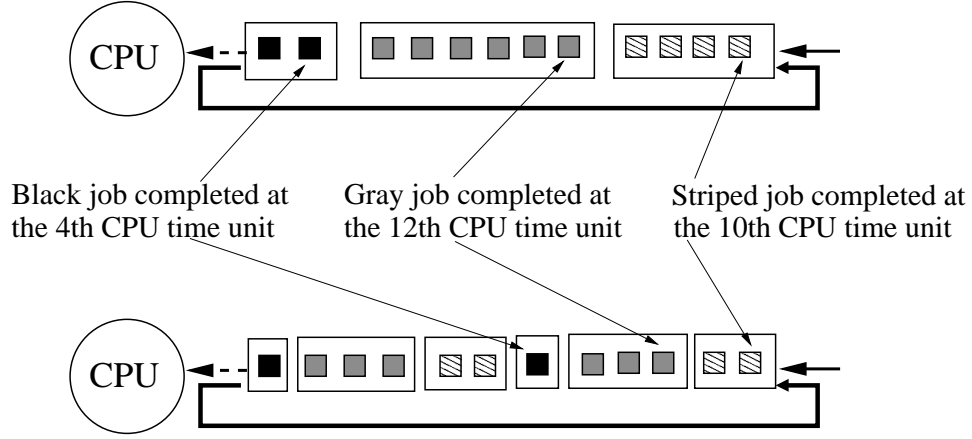 CPU
Black job completed at
the 4th CPU time unit
Gray job completed at
the 12th CPU time unit
Striped job completed at
the 10th CPU time unit
CPU